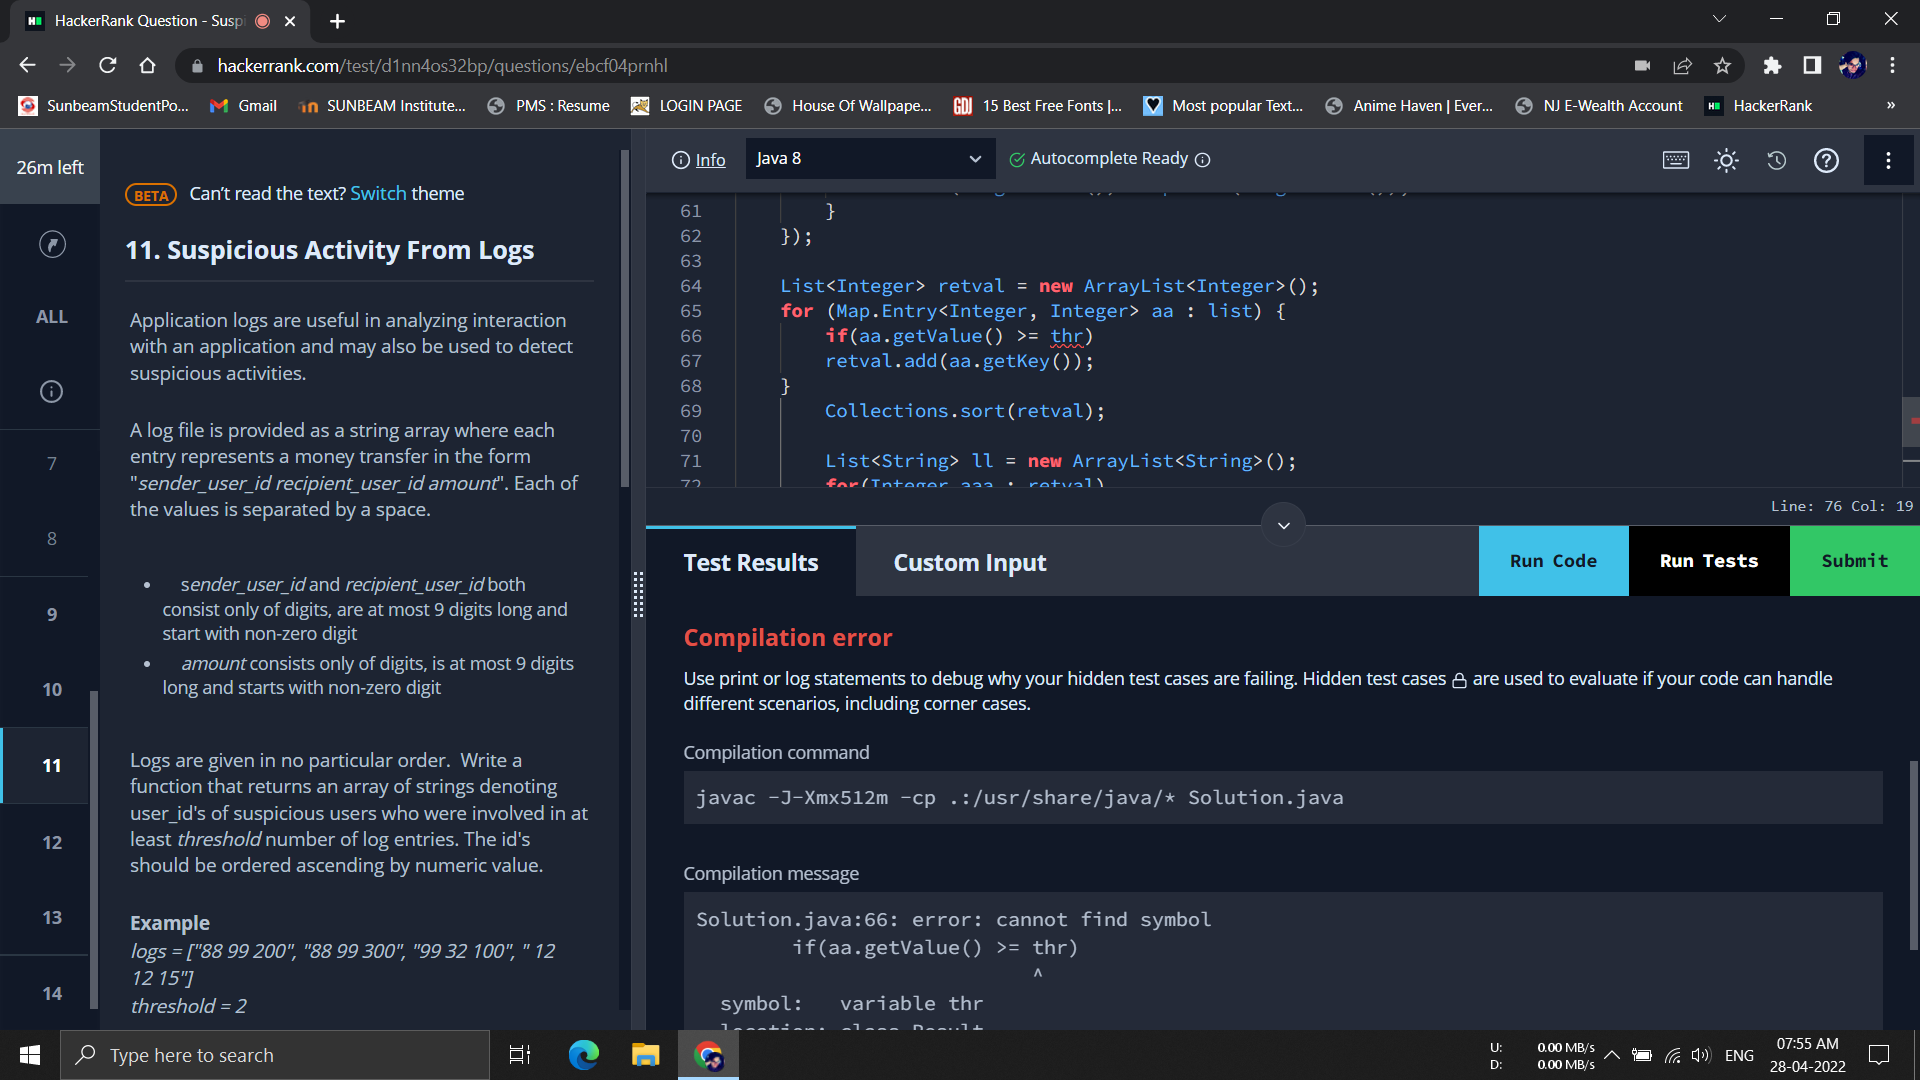 HackerRank Question - Susp
hackerrank.com/test/d1nn4os32bp/questions/ebcf04prnhl
SunbeamStudentPo... Gmail SUNBEAM Institute... PMS : Resume LOGIN PAGE House Of Wallpape... GDJ 15 Best Free Fonts |... Most popular Text... Anime Haven | Ever... NJ E-Wealth Account HackerRank »
26m left
ALL
7
8
9
10
11
12
13
14
BETA Can't read the text? Switch theme
11. Suspicious Activity From Logs
Application logs are useful in analyzing interaction
with an application and may also be used to detect
suspicious activities.
A log file is provided as a string array where each
entry represents a money transfer in the form
"sender_user_id recipient_user_id amount". Each of
the values is separated by a space.
• sender_user_id and recipient_user_id both
consist only of digits, are at most 9 digits long and
start with non-zero digit
• amount consists only of digits, is at most 9 digits
long and starts with non-zero digit
Logs are given in no particular order.  Write a
function that returns an array of strings denoting
user_id's of suspicious users who were involved in at
least threshold number of log entries. The id's
should be ordered ascending by numeric value.
Example
logs = ["88 99 200", "88 99 300", "99 32 100", " 12
12 15"]
threshold = 2
Info Java 8 Autocomplete Ready
61 }
62 });
63
64 List<Integer> retval = new ArrayList<Integer>();
65 for (Map.Entry<Integer, Integer> aa : list) {
66 if(aa.getValue() >= thr)
67 retval.add(aa.getKey());
68 }
69 Collections.sort(retval);
70
71 List<String> ll = new ArrayList<String>();
72 for(Integer aaa : retval)
Line: 76 Col: 19
Test Results Custom Input Run Code Run Tests Submit
Compilation error
Use print or log statements to debug why your hidden test cases are failing. Hidden test cases are used to evaluate if your code can handle
different scenarios, including corner cases.
Compilation command
javac -J-Xmx512m -cp .:/usr/share/java/* Solution.java
Compilation message
Solution.java:66: error: cannot find symbol
if(aa.getValue() >= thr)
^
symbol:   variable thr
location: class Result
Type here to search
U: 0.00 MB/s
D: 0.00 MB/s
ENG
07:55 AM
28-04-2022